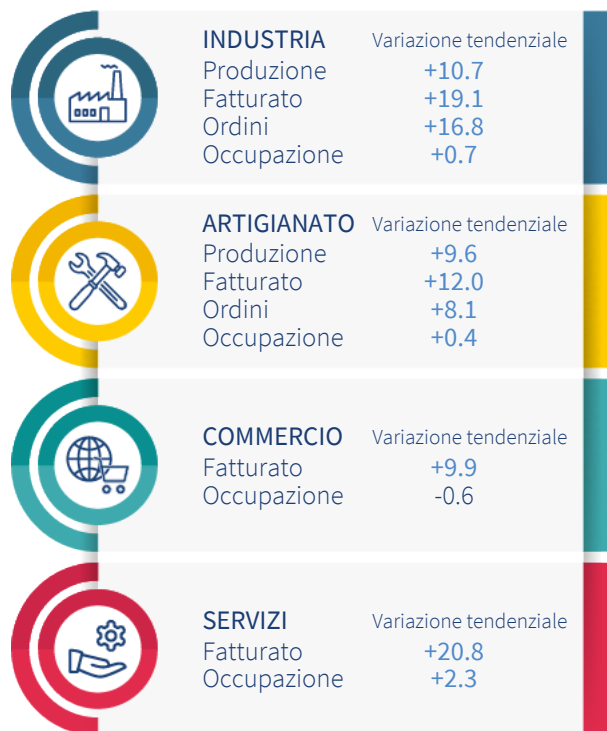 INDUSTRIA Variazione tendenziale
Produzione +10.7
Fatturato +19.1
Ordini +16.8
Occupazione +0.7
ARTIGIANATO Variazione tendenziale
Produzione +9.6
Fatturato +12.0
Ordini +8.1
Occupazione +0.4
COMMERCIO Variazione tendenziale
Fatturato +9.9
Occupazione -0.6
SERVIZI Variazione tendenziale
Fatturato +20.8
Occupazione +2.3